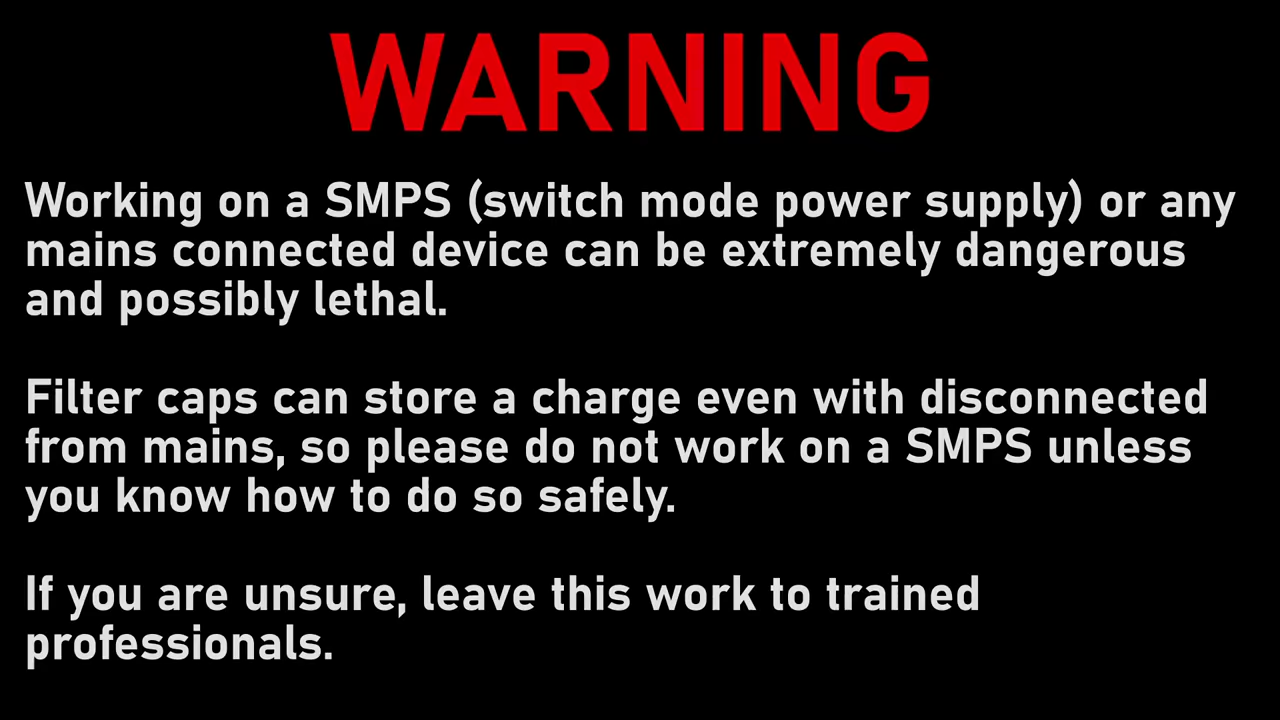 WARNING
Working on a SMPS (switch mode power supply) or any
mains connected device can be extremely dangerous
and possibly lethal.
Filter caps can store a charge even with disconnected
from mains, so please do not work on a SMPS unless
you know how to do so safely.
If you are unsure, leave this work to trained
professionals.